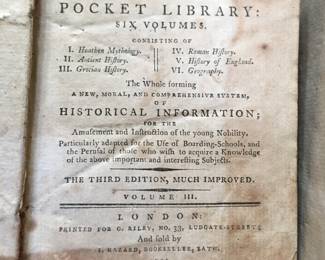 POCKET LIBRARY:
SIX VOLUMES.
CONSISTING OF
I. Heathen Mythology. IV. Roman History.
II. Antient History. V. History of England.
III. Grecian History. VI. Geography.
The Whole forming
A NEW, MORAL, AND COMPREHENSIVE SYSTEM,
OF
HISTORICAL INFORMATION;
FOR THE
Amusement and Instruction of the young Nobility.
Particularly adapted for the Use of Boarding-Schools, and
the Perusal of those who wish to acquire a Knowledge
of the above important and interesting Subjects.
THE THIRD EDITION, MUCH IMPROVED.
VOLUME III.
LONDON:
PRINTED FOR G. RILEY, NO. 33, LUDGATE-STREET;
And sold by
S. HAZARD, BOOKSELLER, BATH.